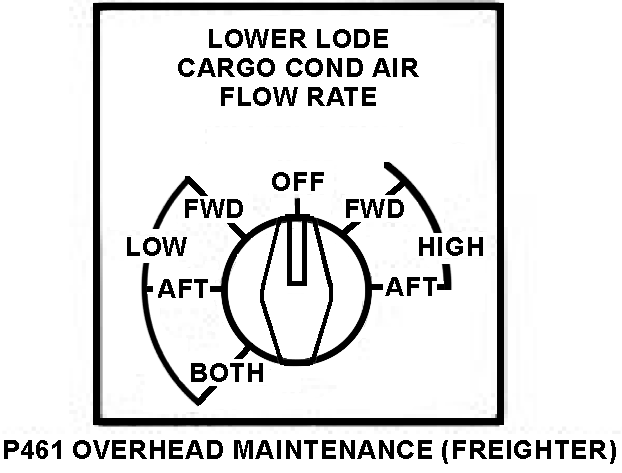 LOWER LODE
CARGO COND AIR
FLOW RATE
OFF
FWD
FWD
LOW
HIGH
AFT
AFT
BOTH
P461 OVERHEAD MAINTENANCE (FREIGHTER)